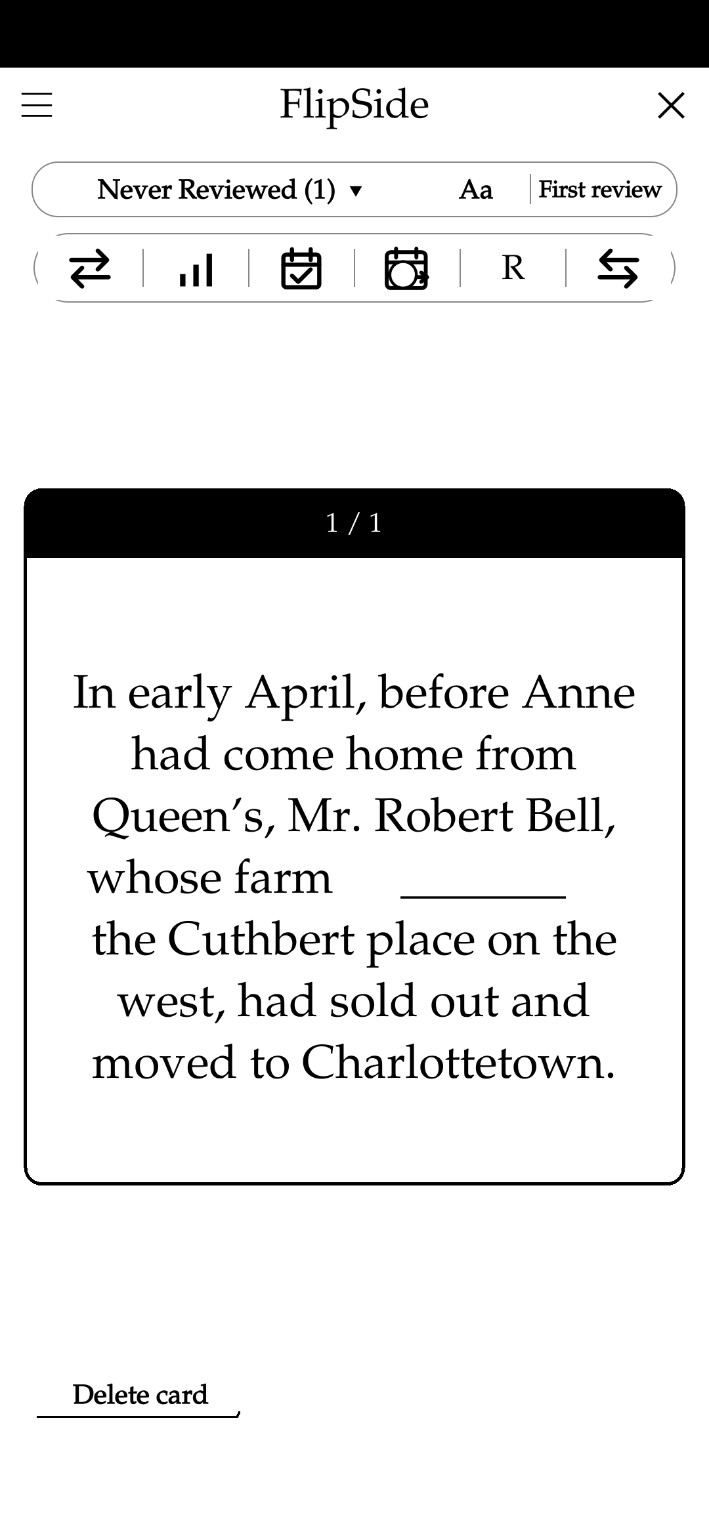 FlipSide
Never Reviewed (1) ▼ Aa First review
R
1 / 1
In early April, before Anne
had come home from
Queen’s, Mr. Robert Bell,
whose farm ________
the Cuthbert place on the
west, had sold out and
moved to Charlottetown.
Delete card